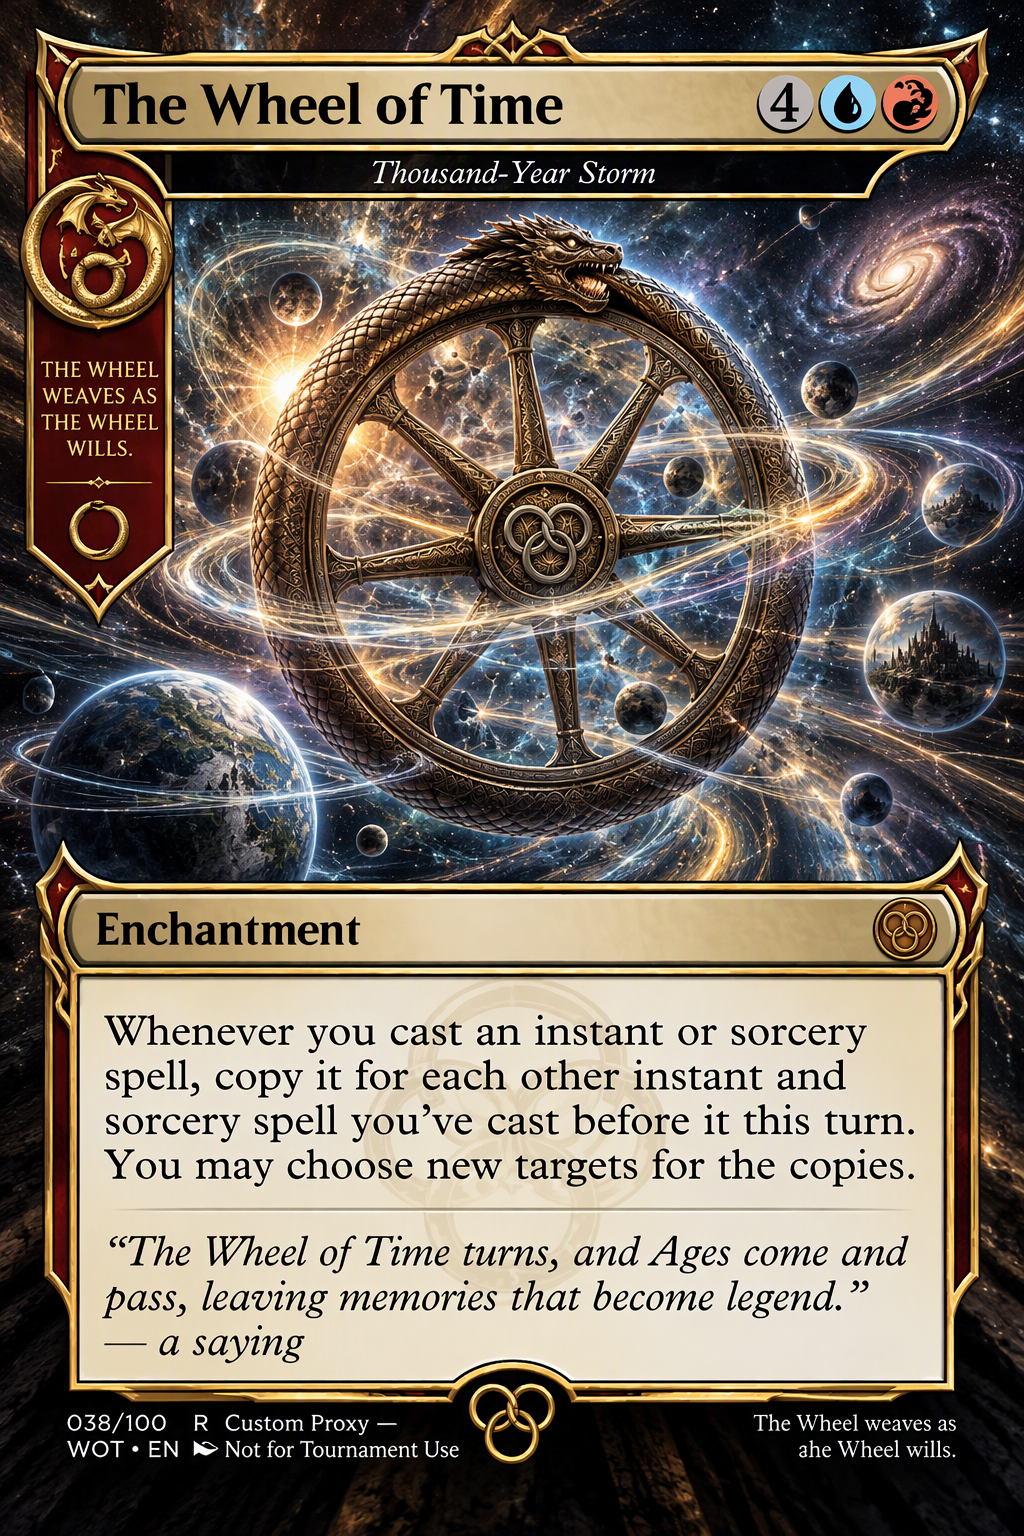 The Wheel of Time 4
Thousand-Year Storm
THE WHEEL
WEAVES AS
THE WHEEL
WILLS.
Enchantment
Whenever you cast an instant or sorcery
spell, copy it for each other instant and
sorcery spell you’ve cast before it this turn.
You may choose new targets for the copies.
“The Wheel of Time turns, and Ages come and
pass, leaving memories that become legend.”
— a saying
038/100 R Custom Proxy —
WOT • EN Not for Tournament Use
The Wheel weaves as
ahe Wheel wills.